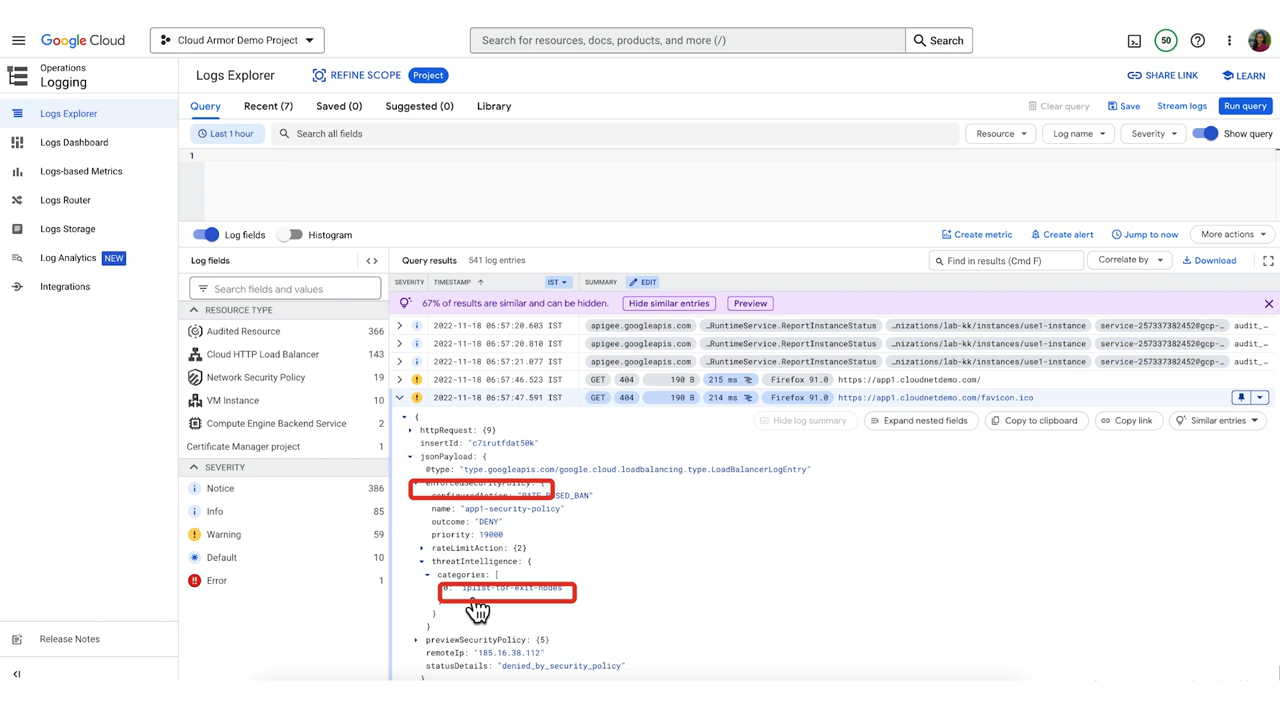 Google Cloud
Cloud Armor Demo Project
Search for resources, docs, products, and more (/)
Search
50
Operations
Logging
Logs Explorer
REFINE SCOPE
Project
SHARE LINK
LEARN
Logs Explorer
Logs Dashboard
Logs-based Metrics
Logs Router
Logs Storage
Log Analytics NEW
Integrations
Release Notes
Query
Recent (7)
Saved (0)
Suggested (0)
Library
Clear query
Save
Stream logs
Run query
Last 1 hour
Search all fields
Resource
Log name
Severity
Show query
1
Log fields
Histogram
Create metric
Create alert
Jump to now
More actions
Log fields
Search fields and values
RESOURCE TYPE
Audited Resource 366
Cloud HTTP Load Balancer 143
Network Security Policy 19
VM Instance 10
Compute Engine Backend Service 2
Certificate Manager project 1
SEVERITY
Notice 386
Info 85
Warning 59
Default 10
Error 1
Query results 541 log entries
Find in results (Cmd F)
Correlate by
Download
SEVERITY TIMESTAMP IST SUMMARY EDIT
67% of results are similar and can be hidden. Hide similar entries Preview
2022-11-18 06:57:20.603 IST apigee.googleapis.com …RuntimeService.ReportInstanceStatus …nizations/lab-kk/instances/use1-instance service-257337382452@gcp-… audit_…
2022-11-18 06:57:20.810 IST apigee.googleapis.com …RuntimeService.ReportInstanceStatus …nizations/lab-kk/instances/use1-instance service-257337382452@gcp-… audit_…
2022-11-18 06:57:21.077 IST apigee.googleapis.com …RuntimeService.ReportInstanceStatus …nizations/lab-kk/instances/use1-instance service-257337382452@gcp-… audit_…
2022-11-18 06:57:46.523 IST GET 404 190 B 215 ms Firefox 91.0 https://app1.cloudnetdemo.com/
2022-11-18 06:57:47.591 IST GET 404 190 B 214 ms Firefox 91.0 https://app1.cloudnetdemo.com/favicon.ico
{
Hide log summary
Expand nested fields
Copy to clipboard
Copy link
Similar entries
httpRequest: {9}
insertId: "c7irutfdat50k"
jsonPayload: {
@type: "type.googleapis.com/google.cloud.loadbalancing.type.LoadBalancerLogEntry"
enforcedSecurityPolicy: {
configuredAction: "RATE_BASED_BAN"
name: "app1-security-policy"
outcome: "DENY"
priority: 19000
rateLimitAction: {2}
threatIntelligence: {
categories: [
0: "iplist-tor-exit-nodes"
}
}
previewSecurityPolicy: {5}
remoteIp: "185.16.38.112"
statusDetails: "denied_by_security_policy"